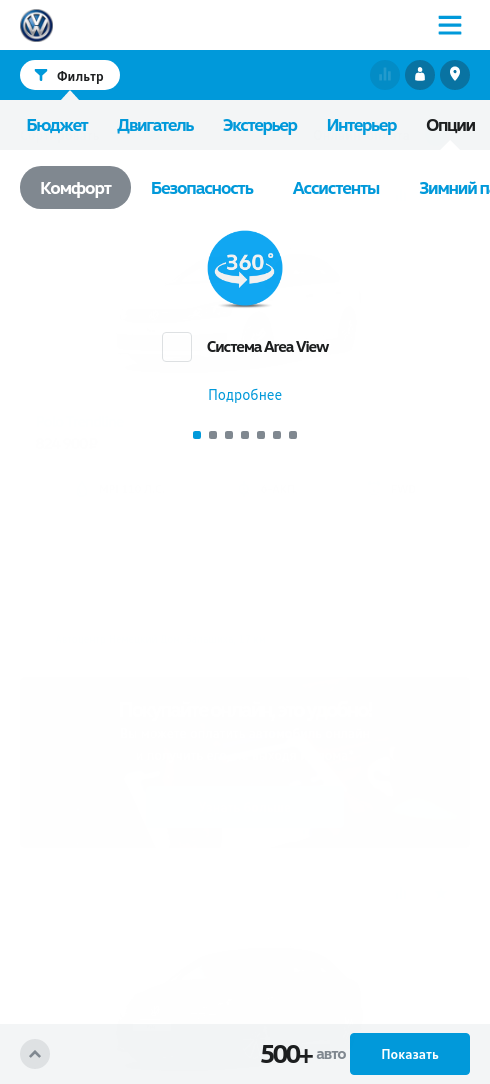 Фильтр
Бюджет Двигатель Экстерьер Интерьер Опции
Комфорт Безопасность Ассистенты Зимний
360°
Система Area View
Подробнее
500+ авто Показать